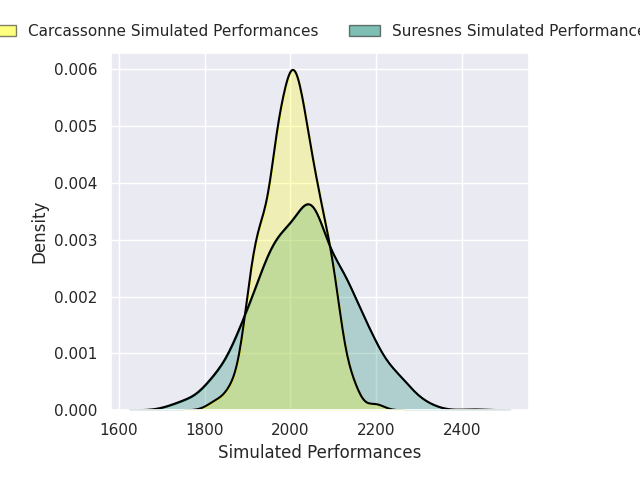 Carcassonne Simulated Performances
Suresnes Simulated Performance
0.006
0.005
0.004
0.003
0.002
0.001
0.000
Density
1600 1800 2000 2200 2400
Simulated Performances